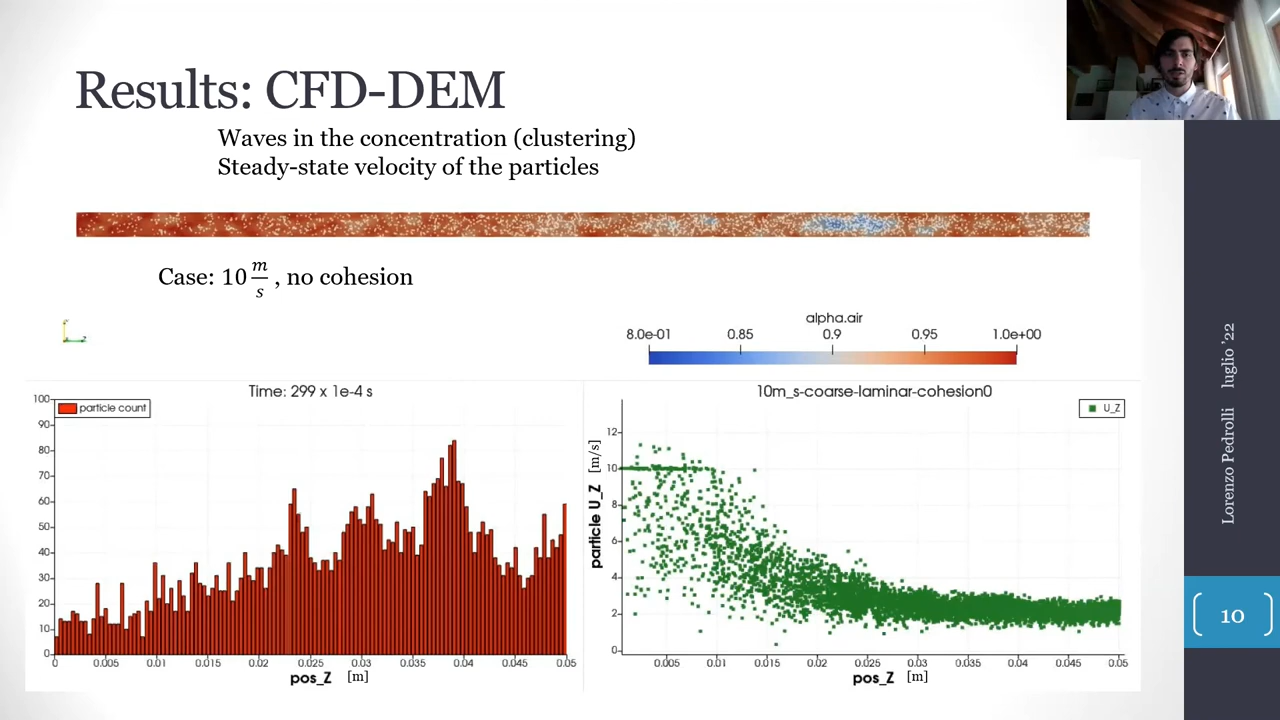 Results: CFD-DEM
Waves in the concentration (clustering)
Steady-state velocity of the particles
Case: 10 m/s , no cohesion
alpha.air
8.0e-01 0.85 0.9 0.95 1.0e+00
Time: 299 x 1e-4 s
particle count
100
90
80
70
60
50
40
30
20
10
0
0 0.005 0.01 0.015 0.02 0.025 0.03 0.035 0.04 0.045 0.05
pos_Z [m]
10m_s-coarse-laminar-cohesion0
U_Z
particle U_Z [m/s]
12
10
8
6
4
2
0
0.005 0.01 0.015 0.02 0.025 0.03 0.035 0.04 0.045 0.05
pos_Z [m]
Lorenzo Pedrolli luglio '22
10